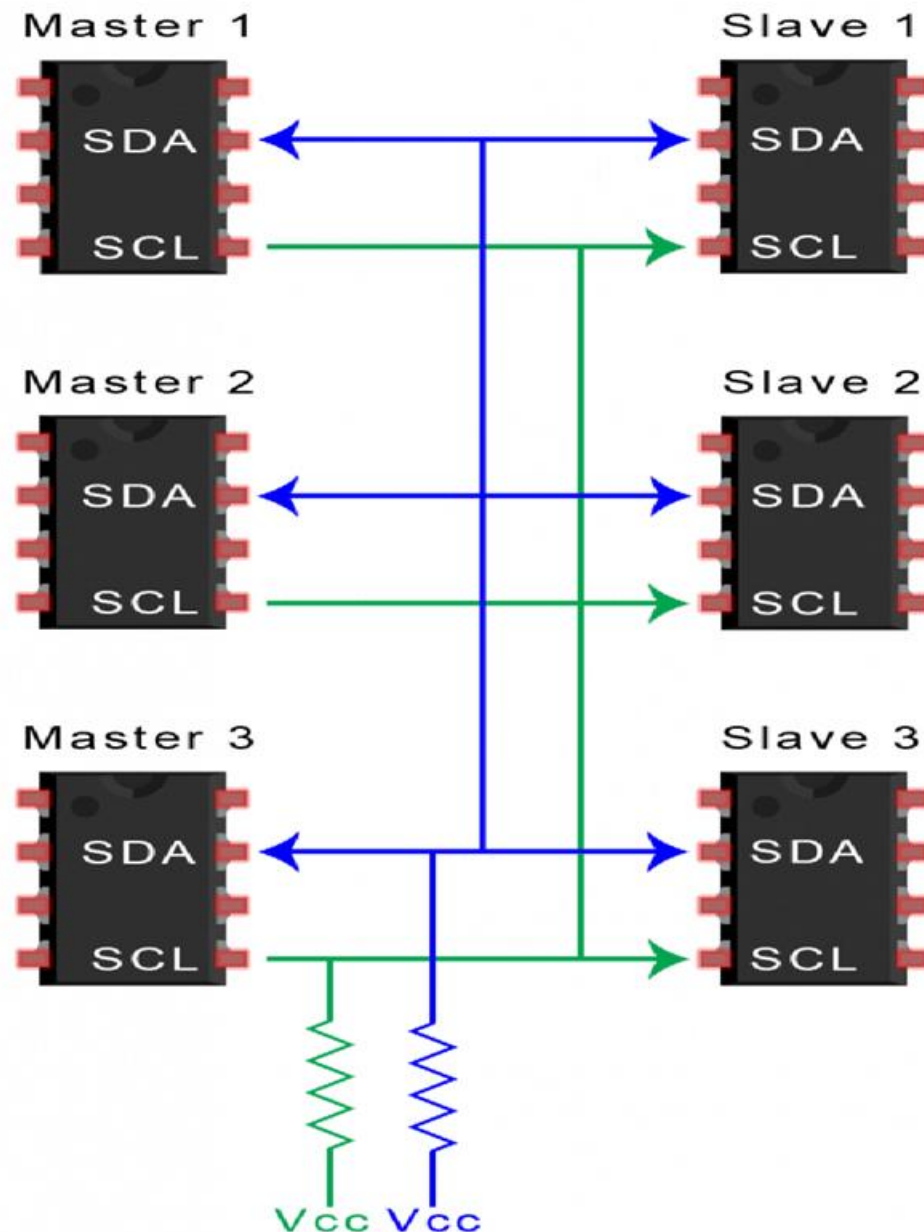 Master 1
Slave 1
SDA
SDA
SCL
SCL
Master 2
Slave 2
SDA
SDA
SCL
SCL
Master 3
Slave 3
SDA
SDA
SCL
SCL
Vcc Vcc